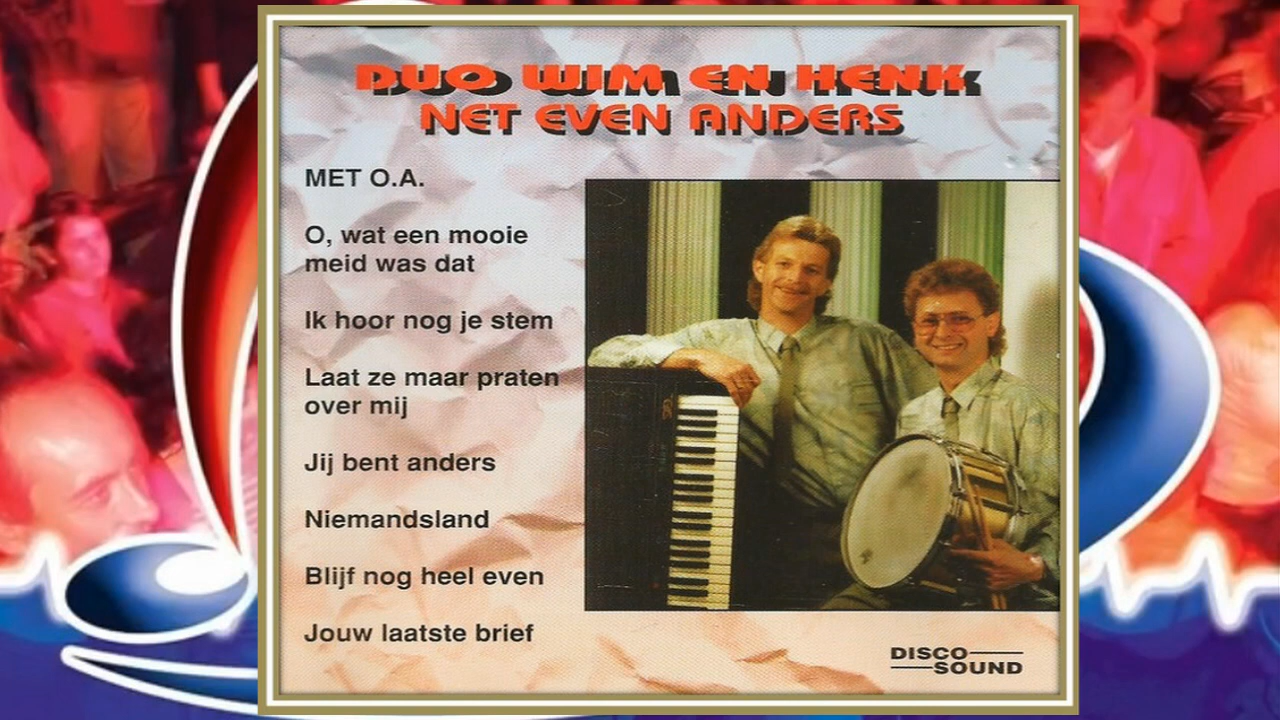 DUO WIM EN HENK
NET EVEN ANDERS
MET O.A.
O, wat een mooie
meid was dat
Ik hoor nog je stem
Laat ze maar praten
over mij
Jij bent anders
Niemandsland
Blijf nog heel even
Jouw laatste brief
DISCO
SOUND